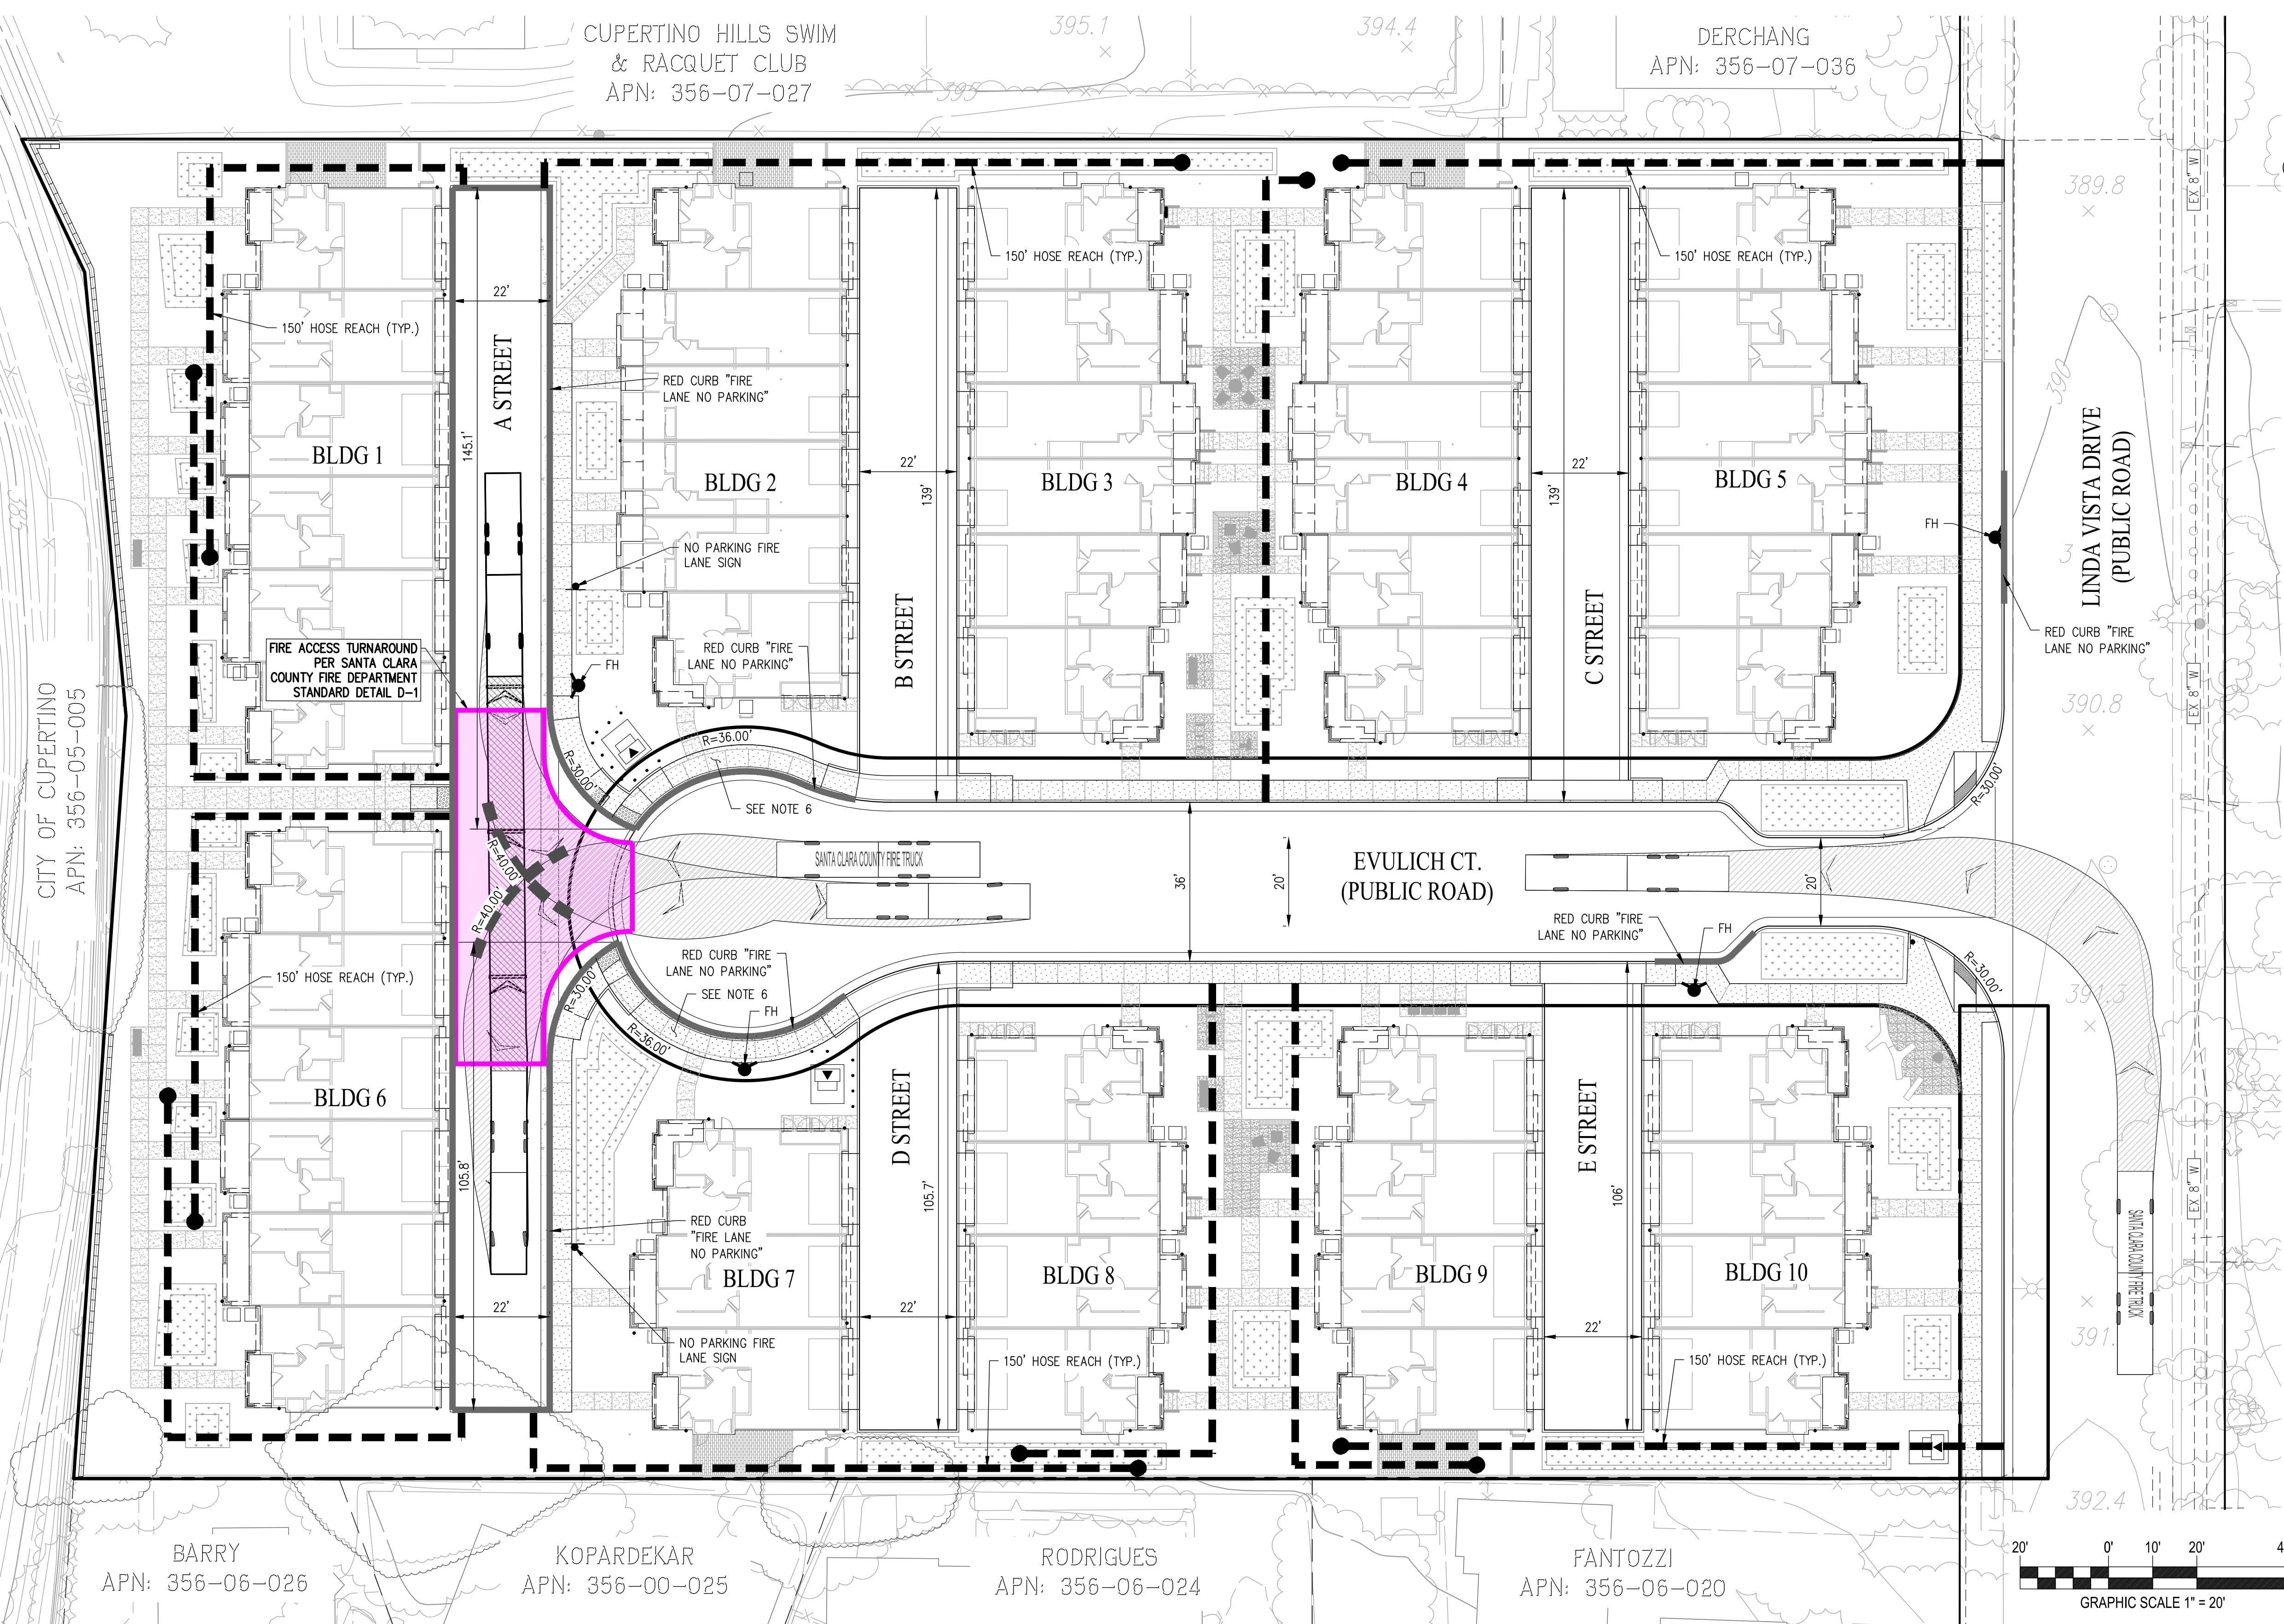 CUPERTINO HILLS SWIM
& RACQUET CLUB
APN: 356-07-027
395.1
394.4
395
DERCHANG
APN: 356-07-036
EX 8" W
389.8
150' HOSE REACH (TYP.)
150' HOSE REACH (TYP.)
22'
150' HOSE REACH (TYP.)
A STREET
RED CURB "FIRE
LANE NO PARKING"
390
LINDA VISTA DRIVE
(PUBLIC ROAD)
145.1'
BLDG 1
BLDG 2
22'
139'
BLDG 3
BLDG 4
22'
139'
BLDG 5
385
FH
NO PARKING FIRE
LANE SIGN
B STREET
C STREET
RED CURB "FIRE
LANE NO PARKING"
FIRE ACCESS TURNAROUND
PER SANTA CLARA
COUNTY FIRE DEPARTMENT
STANDARD DETAIL D-1
RED CURB "FIRE
LANE NO PARKING"
FH
EX 8" W
390.8
CITY OF CUPERTINO
APN: 356-05-005
R=36.00'
R=30.00'
SEE NOTE 6
R=30.00'
R=40.00'
R=40.00'
SANTA CLARA COUNTY FIRE TRUCK
36'
20'
EVULICH CT.
(PUBLIC ROAD)
20'
RED CURB "FIRE
LANE NO PARKING"
FH
RED CURB "FIRE
LANE NO PARKING"
SEE NOTE 6
FH
R=30.00'
R=36.00'
R=30.00'
150' HOSE REACH (TYP.)
BLDG 6
105.8'
D STREET
105.7'
E STREET
106'
EX 8" W
SANTA CLARA COUNTY FIRE TRUCK
RED CURB
"FIRE LANE
NO PARKING"
BLDG 7
BLDG 8
BLDG 9
BLDG 10
22'
22'
22'
391.
NO PARKING FIRE
LANE SIGN
150' HOSE REACH (TYP.)
150' HOSE REACH (TYP.)
392.4
BARRY
APN: 356-06-026
KOPARDEKAR
APN: 356-00-025
RODRIGUES
APN: 356-06-024
FANTOZZI
APN: 356-06-020
20'
0'
10'
20'
GRAPHIC SCALE 1" = 20'